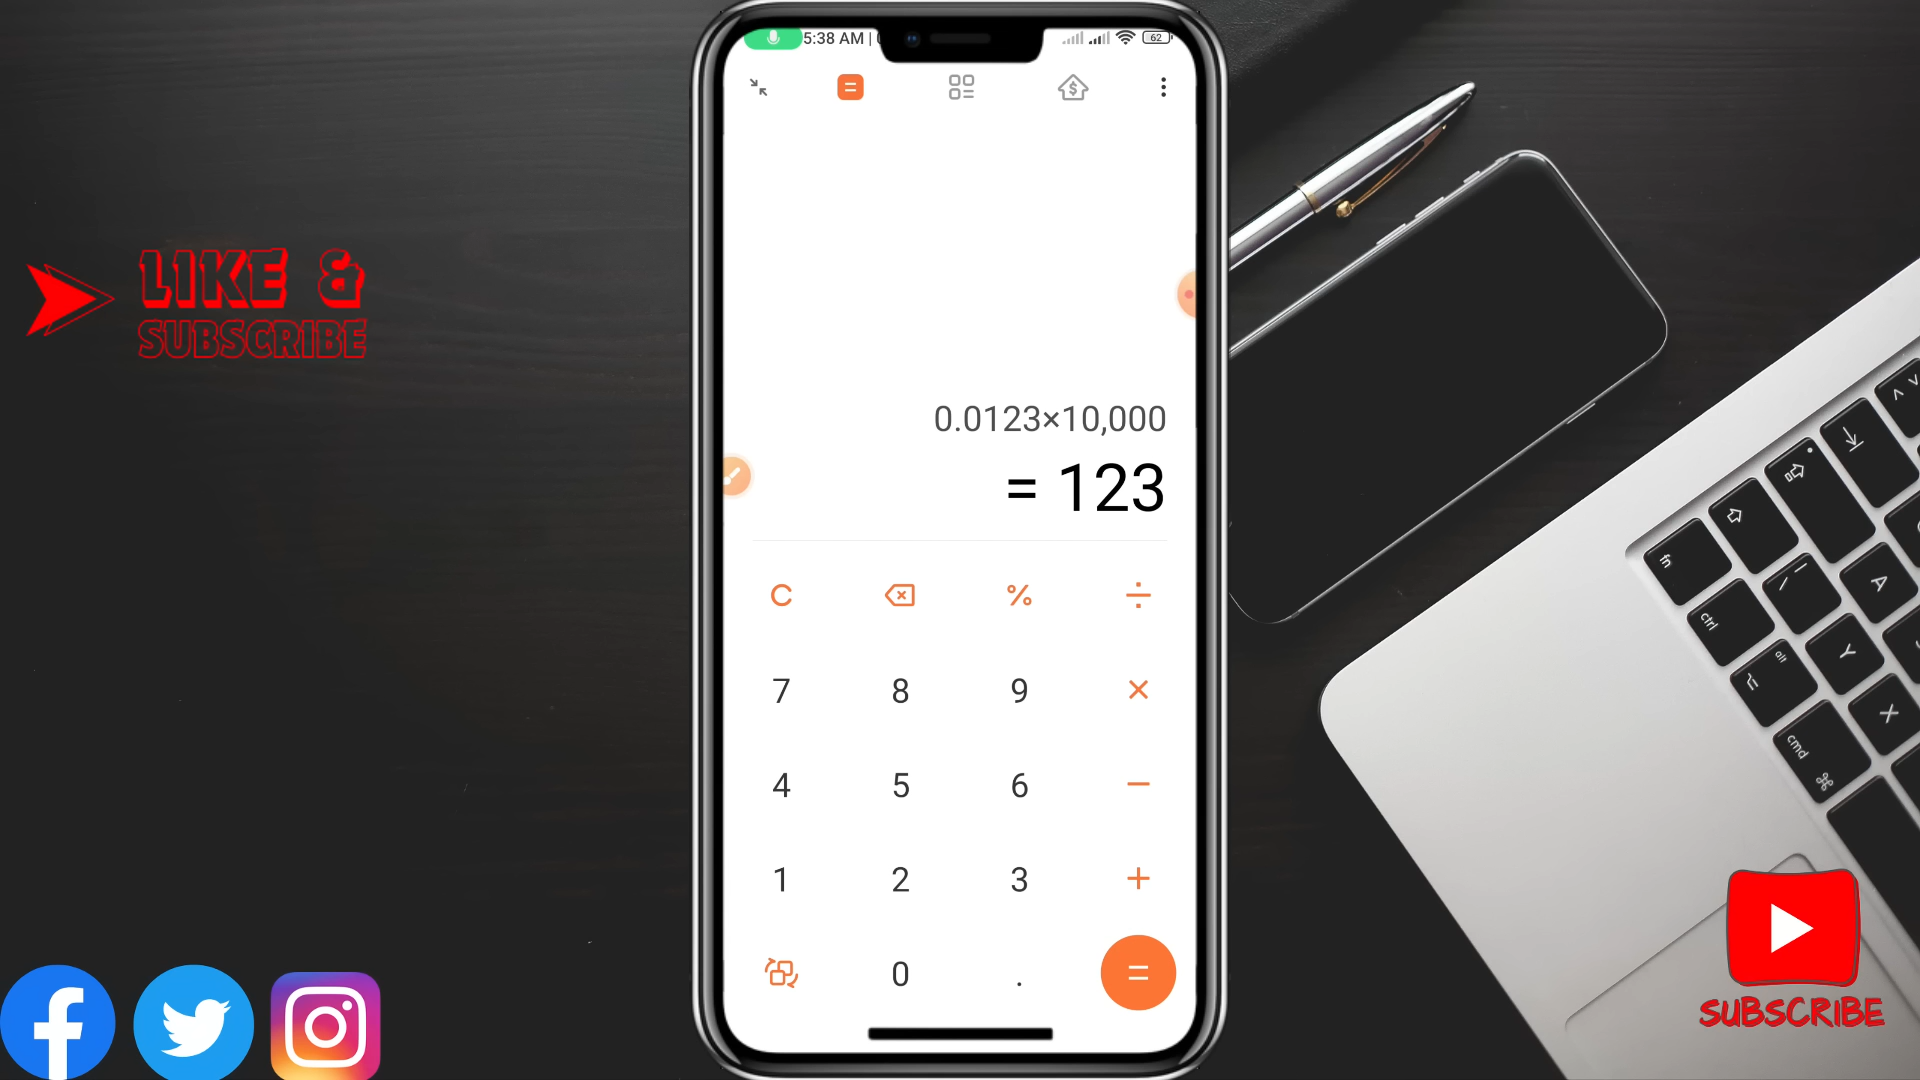 5:38 AM |
62
LIKE &
SUBSCRIBE
0.0123×10,000
= 123
C % ÷
7 8 9 ×
4 5 6 −
1 2 3 +
0 . =
fn
ctrl
alt
cmd
A
Y
X
SUBSCRIBE